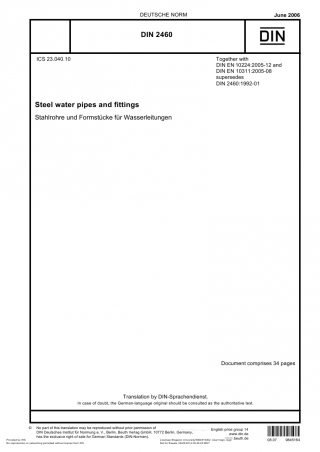 DEUTSCHE NORM
June 2006
DIN 2460
DIN
ICS 23.040.10
Together with
DIN EN 10224:2005-12 and
DIN EN 10311:2005-08
supersedes
DIN 2460:1992-01
Steel water pipes and fittings
Stahlrohre und Formstücke für Wasserleitungen
Document comprises 34 pages
Translation by DIN-Sprachendienst.
In case of doubt, the German-language original should be consulted as the authoritative text.
© No part of this translation may be reproduced without prior permission of
DIN Deutsches Institut für Normung e. V., Berlin. Beuth Verlag GmbH, 10772 Berlin, Germany,
has the exclusive right of sale for German Standards (DIN-Normen).
English price group 14
www.din.de
www.beuth.de